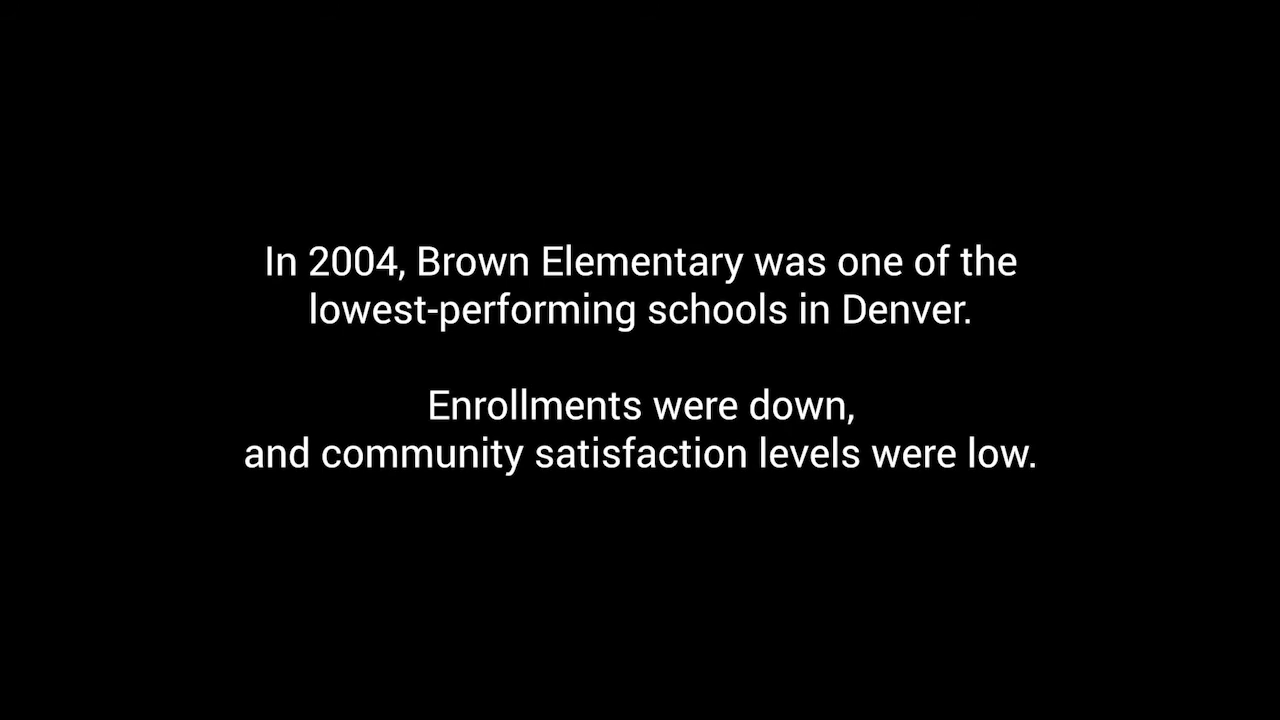 In 2004, Brown Elementary was one of the
lowest-performing schools in Denver.
Enrollments were down,
and community satisfaction levels were low.